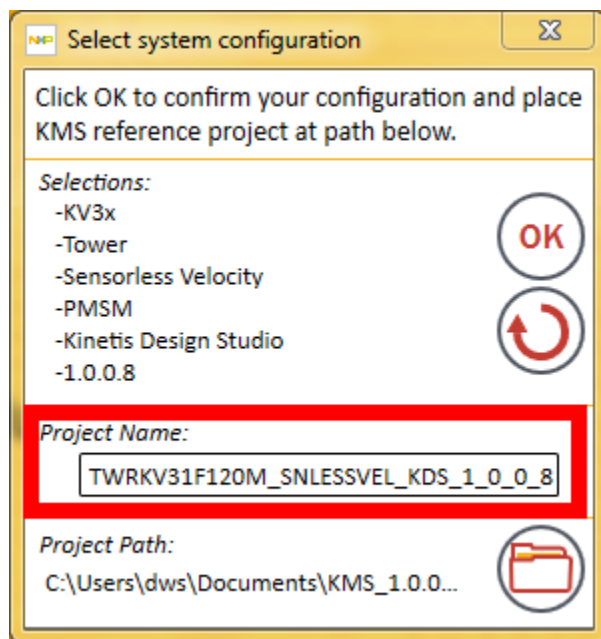 NXP Select system configuration
Click OK to confirm your configuration and place
KMS reference project at path below.
Selections:
-KV3x
-Tower
-Sensorless Velocity
-PMSM
-Kinetis Design Studio
-1.0.0.8
OK
Project Name:
TWRKV31F120M_SNLESSVEL_KDS_1_0_0_8
Project Path:
C:\Users\dws\Documents\KMS_1.0.0...